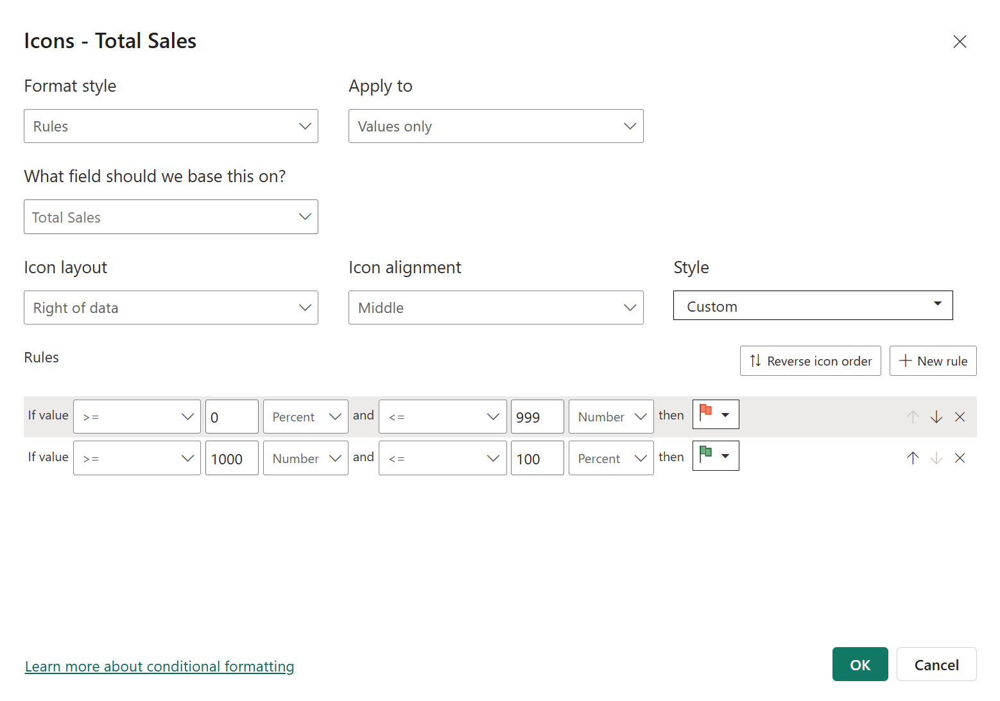 Icons - Total Sales
Format style
Apply to
Rules
Values only
What field should we base this on?
Total Sales
Icon layout
Icon alignment
Style
Right of data
Middle
Custom
Rules
Reverse icon order
New rule
If value >= 0 Percent and <= 999 Number then
If value >= 1000 Number and <= 100 Percent then
Learn more about conditional formatting
OK
Cancel